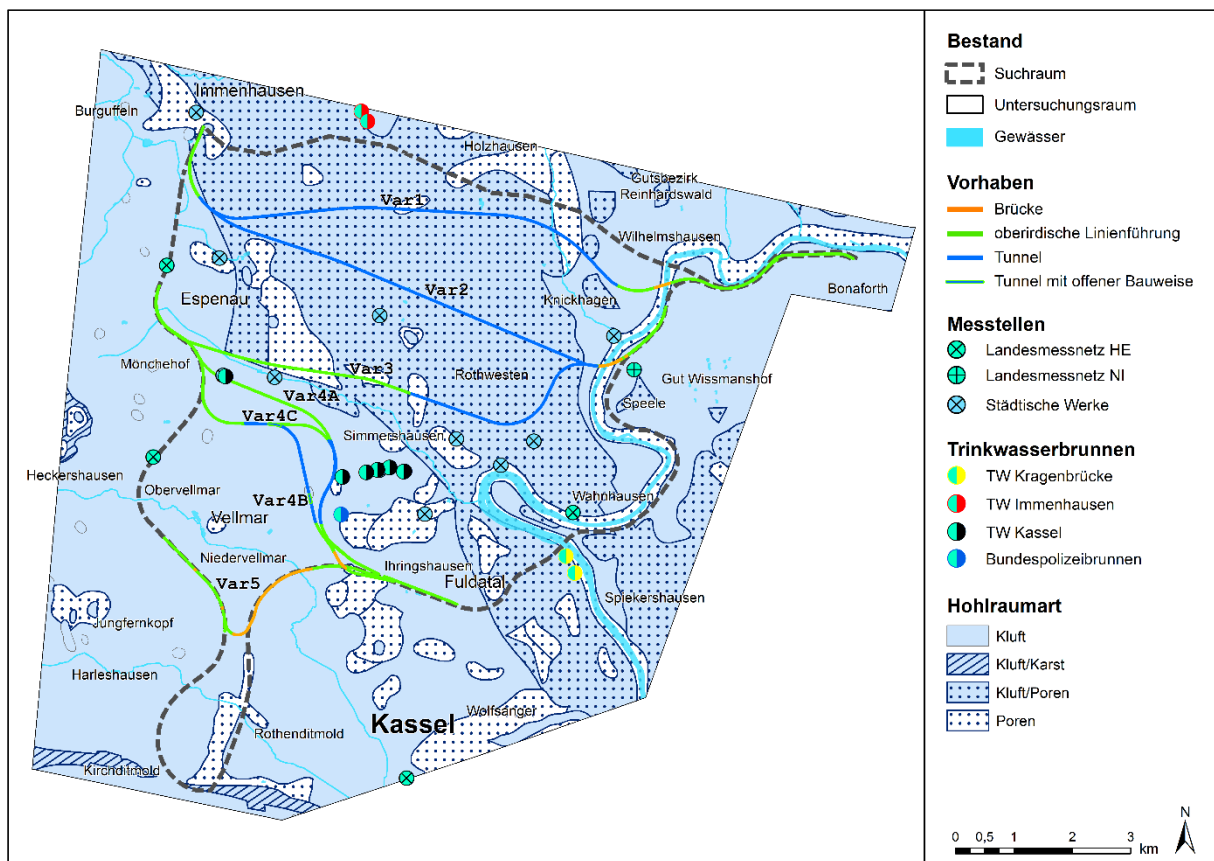 Immenhausen
Burguffeln
Holzhausen
Gutsbezirk
Reinhardswald
Var1
Wilhelmshausen
Espenau
Var2
Knickhagen
Bonaforth
Mönchehof
Var3
Rothwesten
Gut Wissmanshof
Var4A
Speele
Var4C
Simmershausen
Heckershausen
Obervellmar
Var4B
Wahnhausen
Vellmar
Niedervellmar
Ihringshausen
Fuldatal
Var5
Spiekershausen
Jungfernkopf
Harleshausen
Wolfsanger
Kassel
Rothenditmold
Kirchditmold
Bestand
Suchraum
Untersuchungsraum
Gewässer
Vorhaben
Brücke
oberirdische Linienführung
Tunnel
Tunnel mit offener Bauweise
Messtellen
Landesmessnetz HE
Landesmessnetz NI
Städtische Werke
Trinkwasserbrunnen
TW Kragenbrücke
TW Immenhausen
TW Kassel
Bundespolizeibrunnen
Hohlraumart
Kluft
Kluft/Karst
Kluft/Poren
Poren
N
0 0,5 1 2 3
km